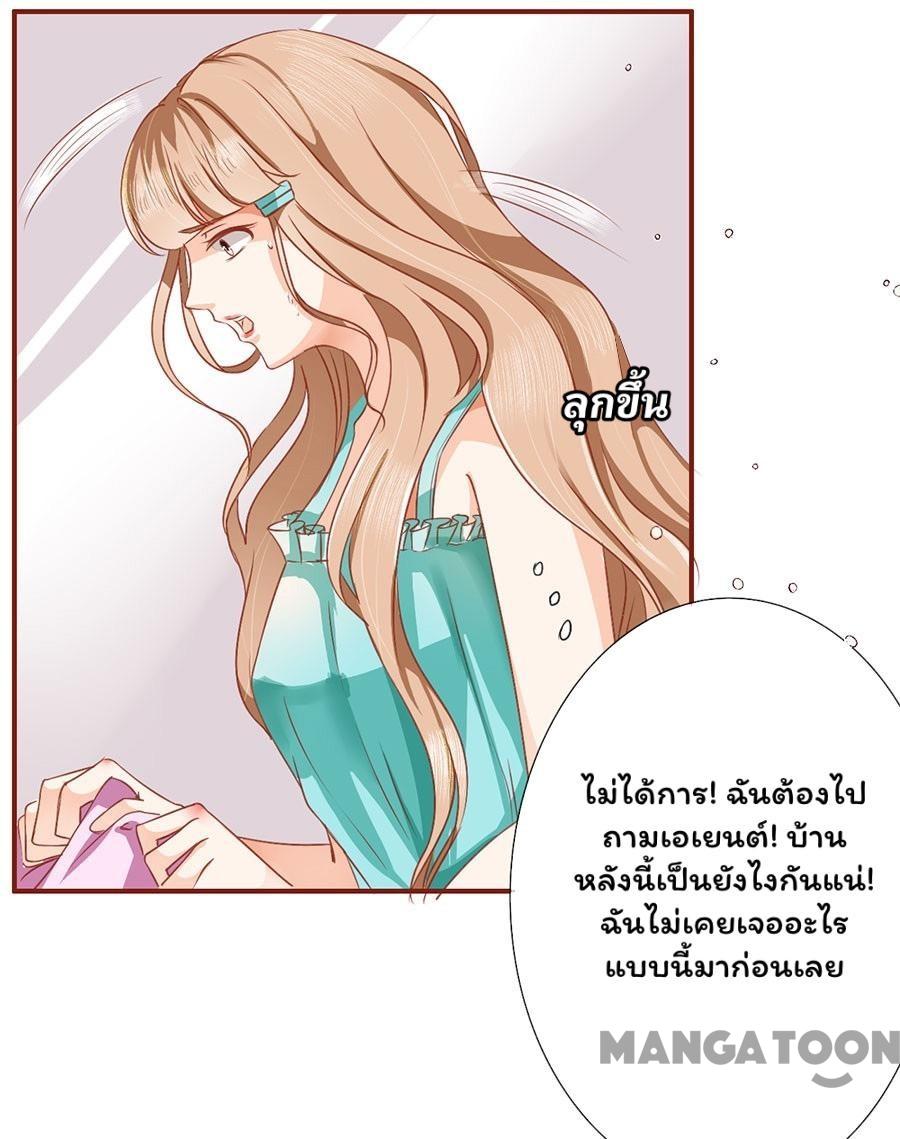 ลุกขึ้น
ไม่ได้การ! ฉันต้องไป
ถามเอเยนต์! บ้าน
หลังนี้เป็นยังไงกันแน่!
ฉันไม่เคยเจออะไร
แบบนี้มาก่อนเลย
MANGATOON